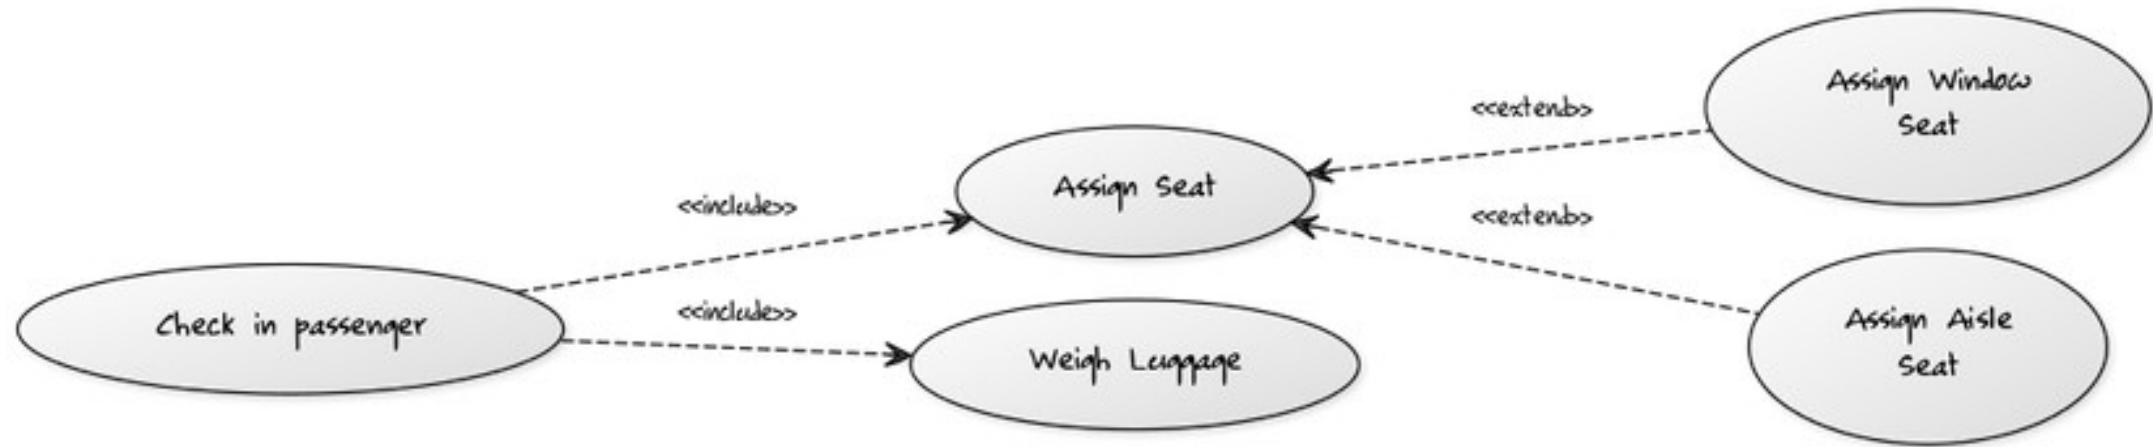 Assign Window
Seat
<<extend>>
Assign Seat
<<include>>
<<extend>>
Check in passenger
<<include>>
Weigh Luggage
Assign Aisle
Seat